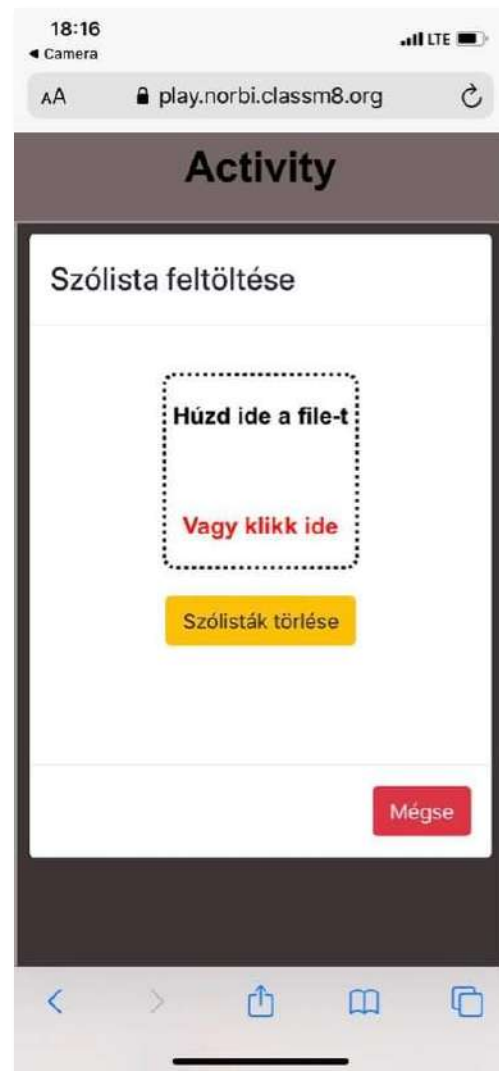 18:16
LTE
◀ Camera
AA play.norbi.classm8.org
Activity
Szólista feltöltése
Húzd ide a file-t
Vagy klikk ide
Szólisták törlése
Mégse